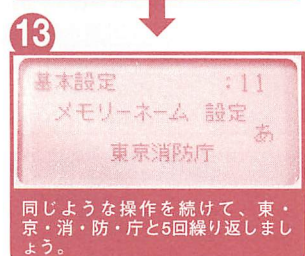 13
基本設定 :11
メモリーネーム 設定
あ
東京消防庁
同じような操作を続けて、東・
京・消・防・庁と5回繰り返しまし
ょう。